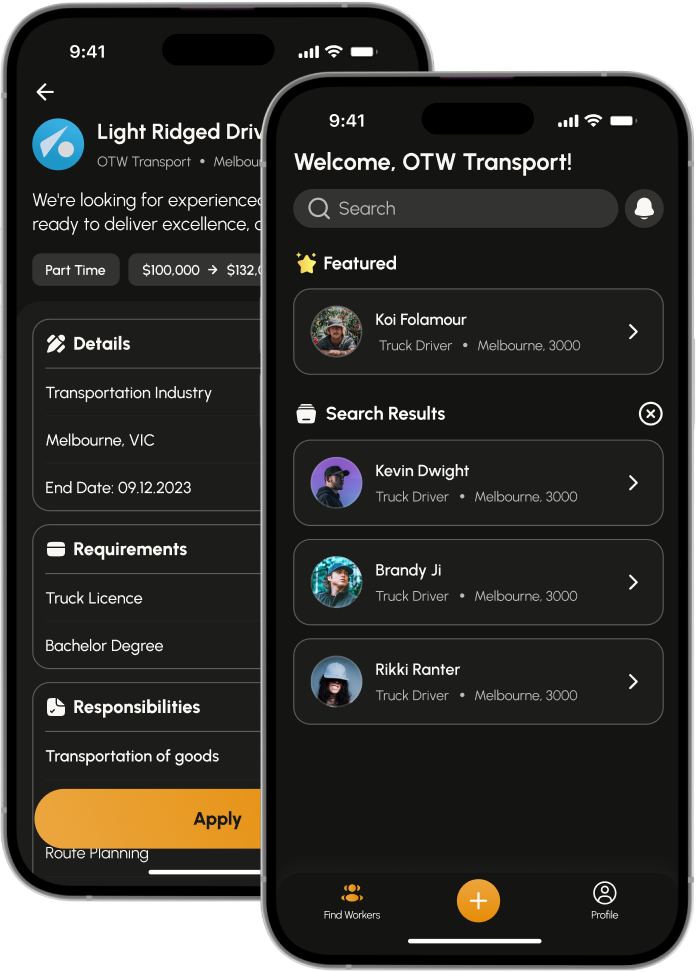 9:41
Light Ridged
OTW Transport •
We're looking for experienced
ready to deliver excellence,
Part Time
$100,000 →
Details
Transportation Industry
Melbourne, VIC
End Date: 09.12.2023
Requirements
Truck Licence
Bachelor Degree
Responsibilities
Transportation of goods
Apply
Route Planning
9:41
Welcome, OTW Transport!
Search
Featured
Koi Folamour
Truck Driver • Melbourne, 3000
Search Results
Kevin Dwight
Truck Driver • Melbourne, 3000
Brandy Ji
Truck Driver • Melbourne, 3000
Rikki Ranter
Truck Driver • Melbourne, 3000
Find Workers
Profile